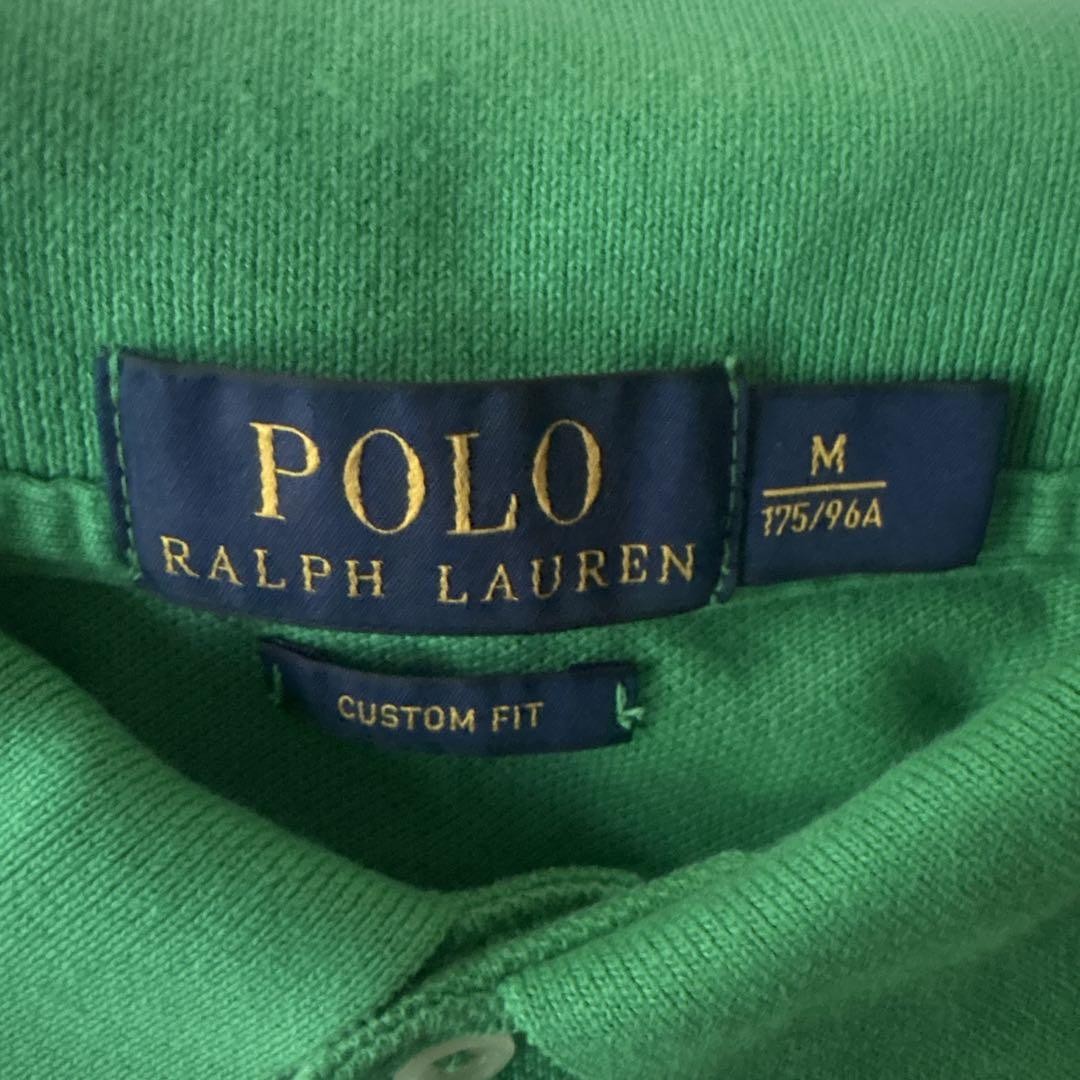 POLO
RALPH LAUREN
M
175/96A
CUSTOM FIT